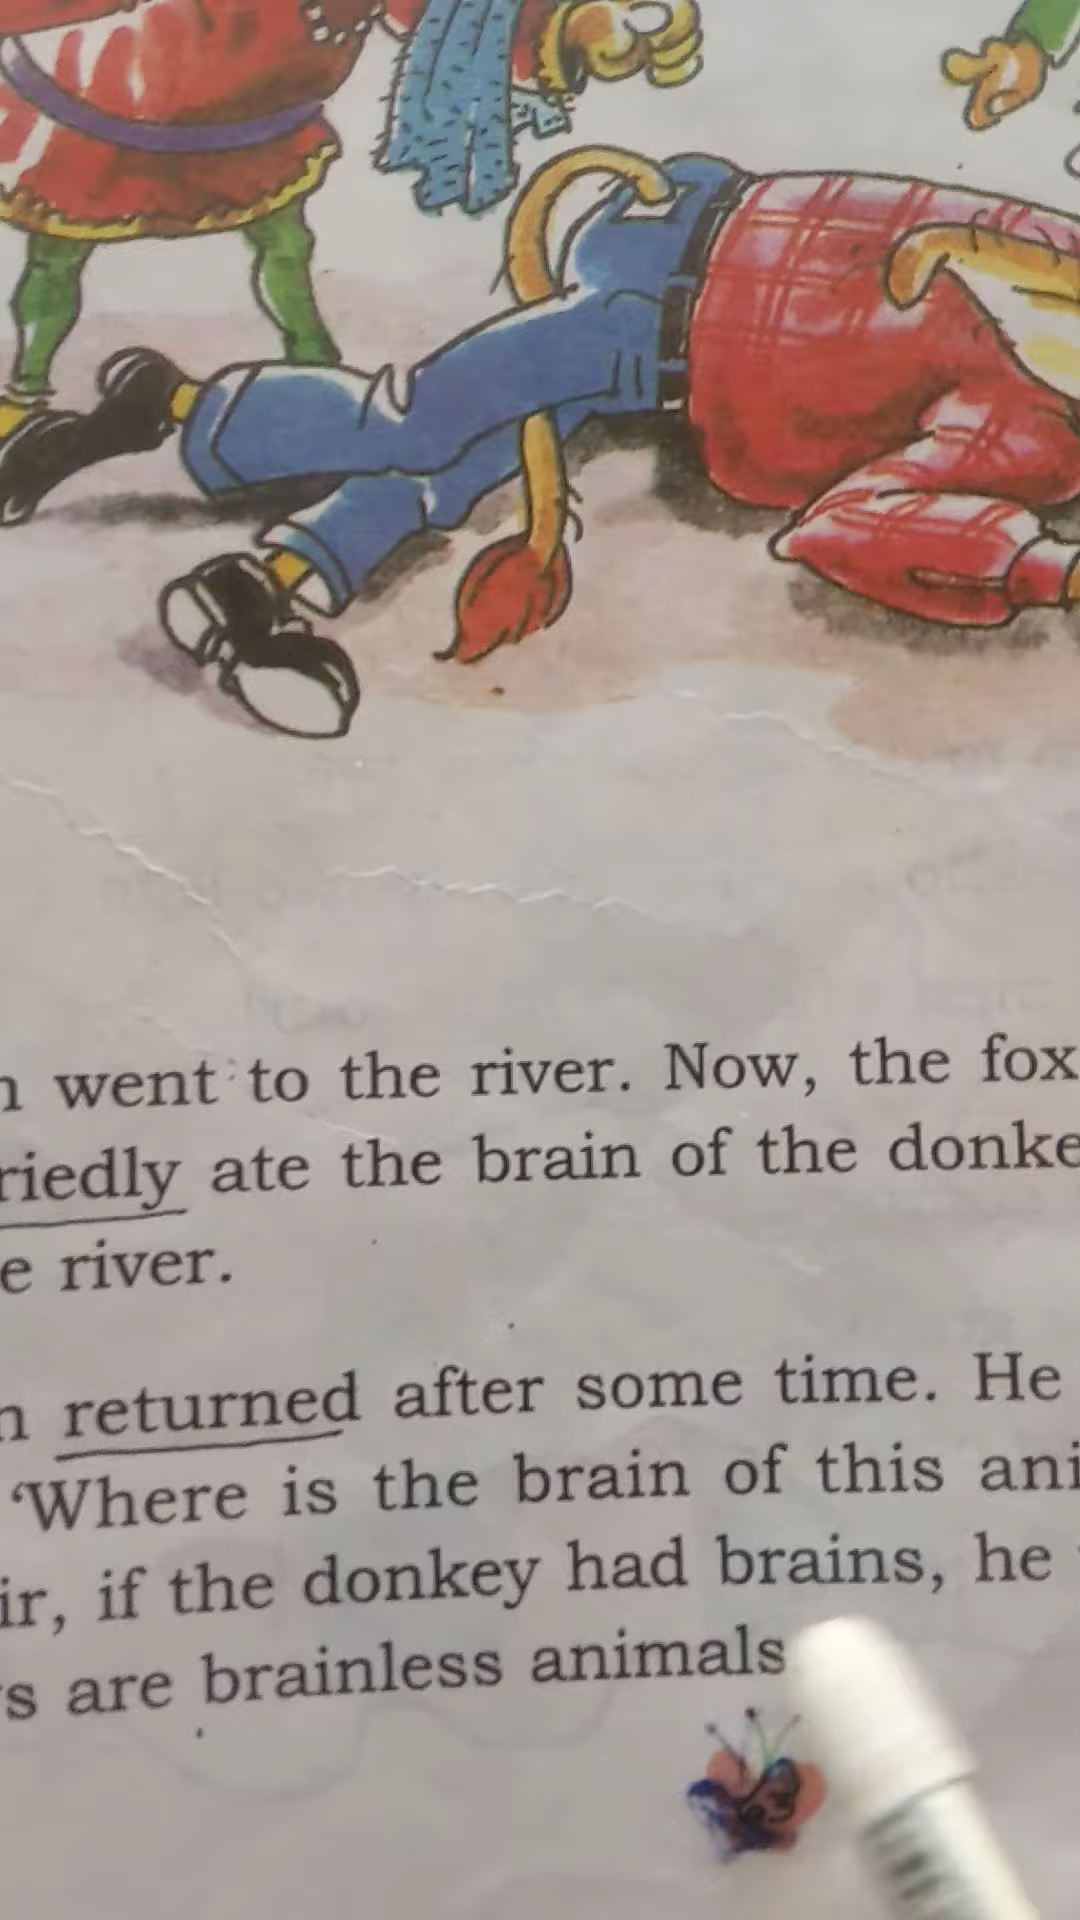 went to the river. Now, the fox
riedly ate the brain of the donke
e river.
returned after some time. He
'Where is the brain of this ani
ir, if the donkey had brains, he
s are brainless animals